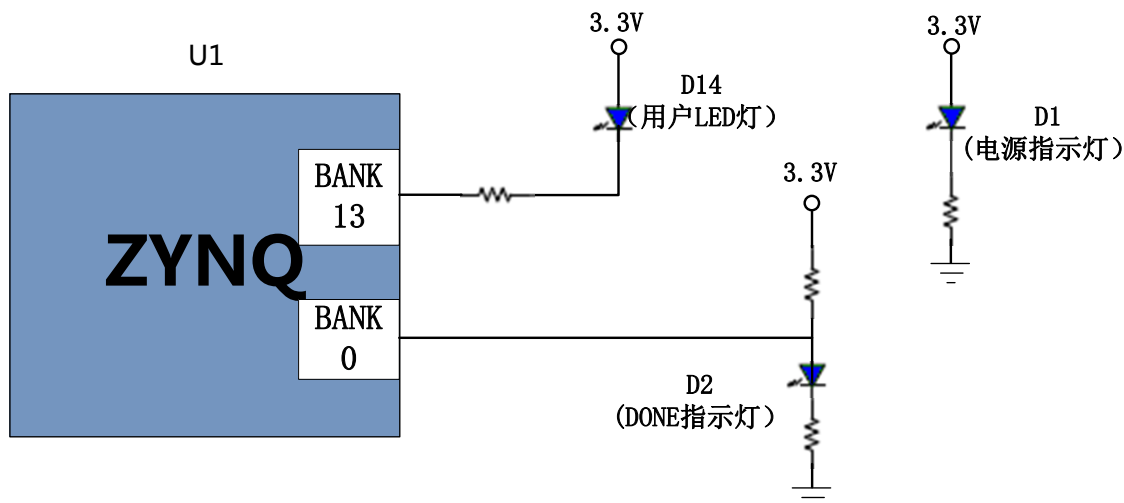 U1
ZYNQ
BANK
13
BANK
0
3.3V
D14
（用户LED灯）
3.3V
D2
(DONE指示灯）
3.3V
D1
(电源指示灯）